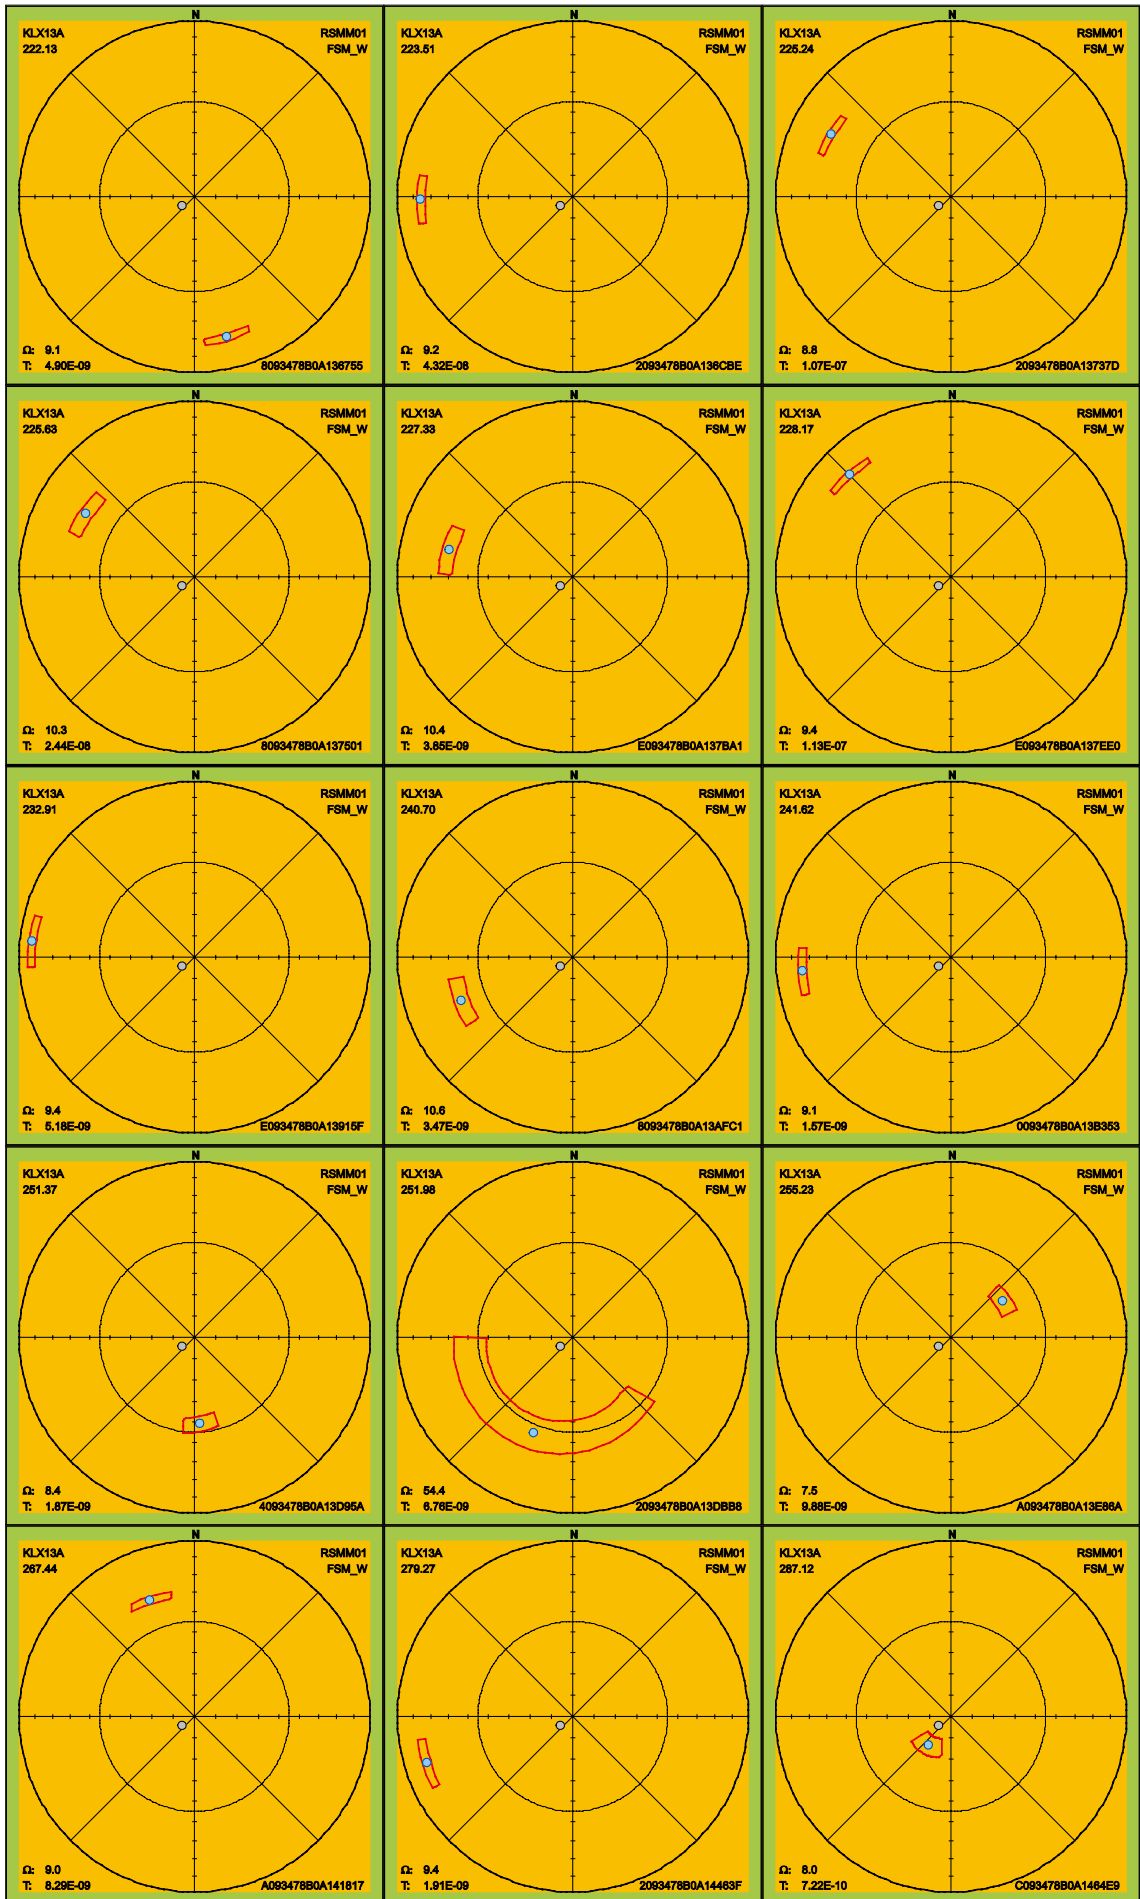 N
KLX13A RSMM01
222.13 FSM_W
Ω: 9.1
T: 4.90E-09 8093478B0A136755
N
KLX13A RSMM01
223.51 FSM_W
Ω: 9.2
T: 4.32E-08 2093478B0A136CBE
N
KLX13A RSMM01
225.24 FSM_W
Ω: 8.8
T: 1.07E-07 2093478B0A13737D
N
KLX13A RSMM01
225.63 FSM_W
Ω: 10.3
T: 2.44E-08 8093478B0A137501
N
KLX13A RSMM01
227.33 FSM_W
Ω: 10.4
T: 3.85E-09 E093478B0A137BA1
N
KLX13A RSMM01
228.17 FSM_W
Ω: 9.4
T: 1.13E-07 E093478B0A137EE0
N
KLX13A RSMM01
232.91 FSM_W
Ω: 9.4
T: 5.18E-09 E093478B0A13915F
N
KLX13A RSMM01
240.70 FSM_W
Ω: 10.6
T: 3.47E-09 8093478B0A13AFC1
N
KLX13A RSMM01
241.62 FSM_W
Ω: 9.1
T: 1.57E-09 0093478B0A13B353
N
KLX13A RSMM01
251.37 FSM_W
Ω: 8.4
T: 1.87E-09 4093478B0A13D95A
N
KLX13A RSMM01
251.98 FSM_W
Ω: 54.4
T: 6.76E-09 2093478B0A13DBB8
N
KLX13A RSMM01
255.23 FSM_W
Ω: 7.5
T: 9.88E-09 A093478B0A13E86A
N
KLX13A RSMM01
267.44 FSM_W
Ω: 9.0
T: 8.29E-09 A093478B0A141817
N
KLX13A RSMM01
279.27 FSM_W
Ω: 9.4
T: 1.91E-09 2093478B0A14463F
N
KLX13A RSMM01
287.12 FSM_W
Ω: 8.0
T: 7.22E-10 C093478B0A1464E9